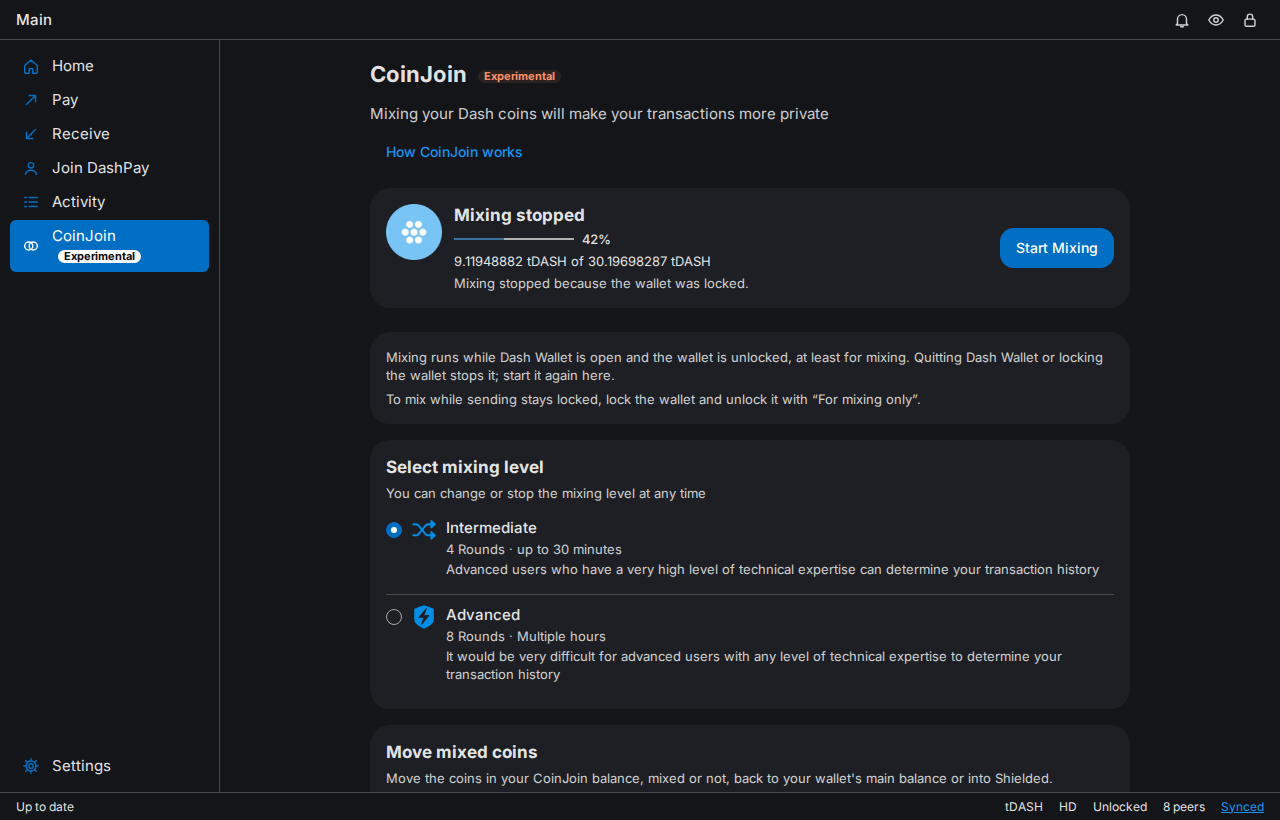 Main
Home
Pay
Receive
Join DashPay
Activity
CoinJoin
Experimental
Settings
CoinJoin Experimental
Mixing your Dash coins will make your transactions more private
How CoinJoin works
Mixing stopped
42%
9.11948882 tDASH of 30.19698287 tDASH
Mixing stopped because the wallet was locked.
Start Mixing
Mixing runs while Dash Wallet is open and the wallet is unlocked, at least for mixing. Quitting Dash Wallet or locking
the wallet stops it; start it again here.
To mix while sending stays locked, lock the wallet and unlock it with “For mixing only”.
Select mixing level
You can change or stop the mixing level at any time
Intermediate
4 Rounds · up to 30 minutes
Advanced users who have a very high level of technical expertise can determine your transaction history
Advanced
8 Rounds · Multiple hours
It would be very difficult for advanced users with any level of technical expertise to determine your
transaction history
Move mixed coins
Move the coins in your CoinJoin balance, mixed or not, back to your wallet's main balance or into Shielded.
Up to date
tDASH HD Unlocked 8 peers Synced